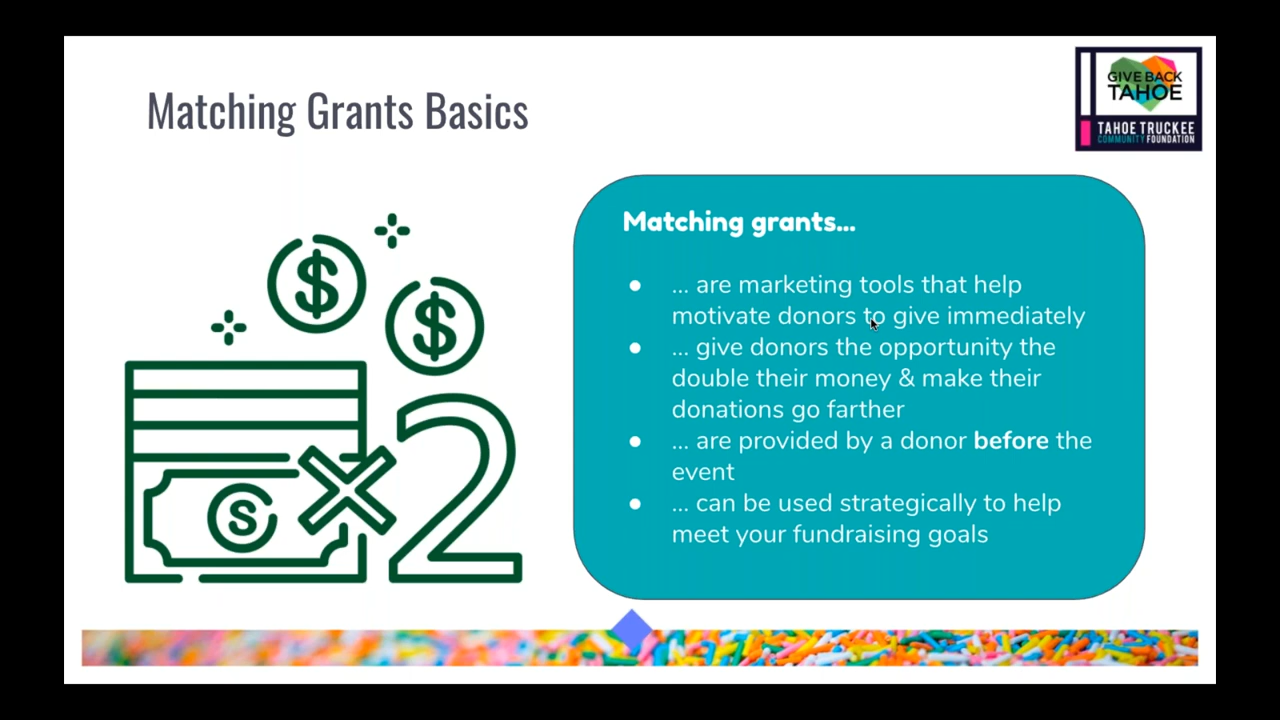 Matching Grants Basics
GIVE BACK
TAHOE
TAHOE TRUCKEE
COMMUNITY FOUNDATION
$
$
S
2
Matching grants...
● ... are marketing tools that help
motivate donors to give immediately
● ... give donors the opportunity the
double their money & make their
donations go farther
● ... are provided by a donor before the
event
● ... can be used strategically to help
meet your fundraising goals